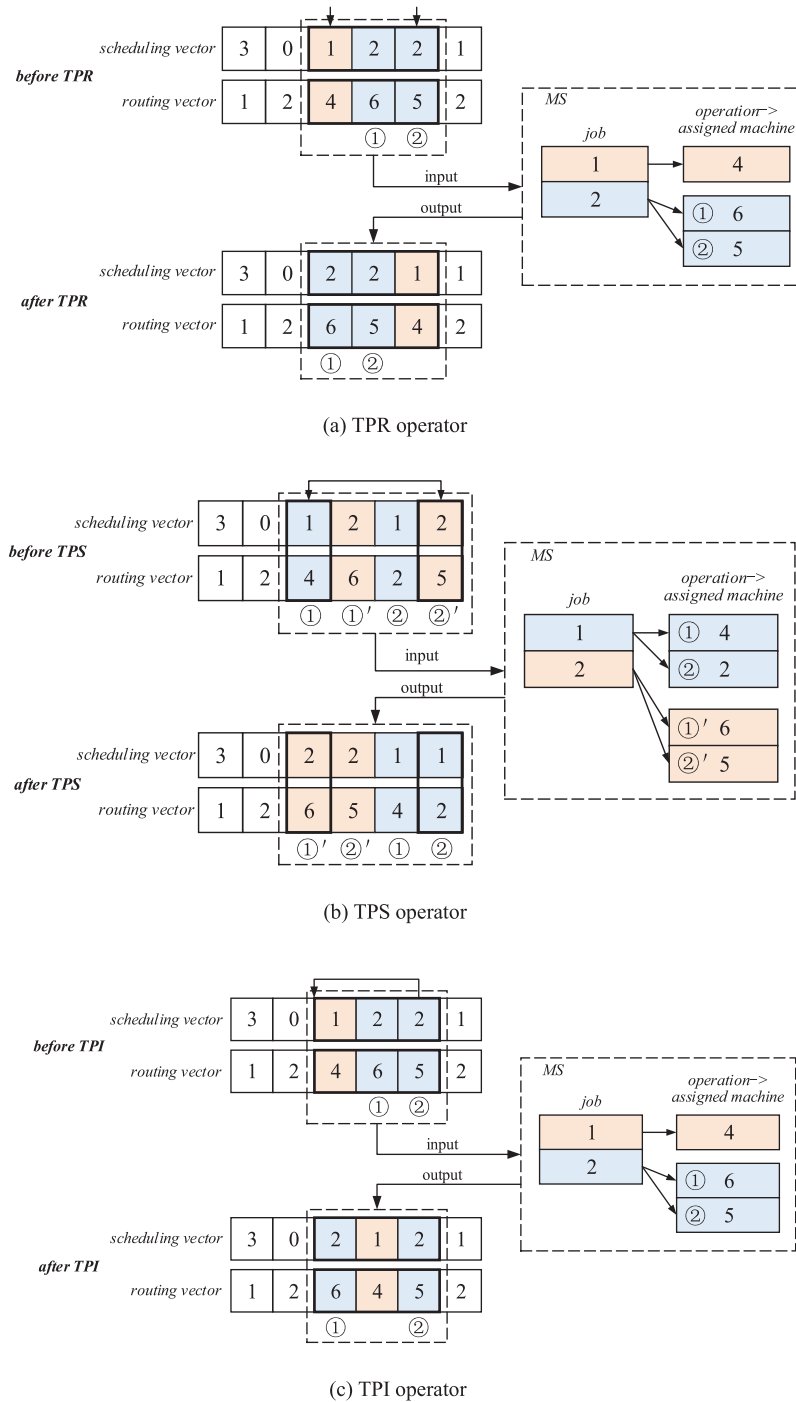 scheduling vector 3 0 1 2 2 1
before TPR
routing vector 1 2 4 6 5 2
① ②
MS
job
operation->
assigned machine
1 4
2 ① 6
② 5
input
output
scheduling vector 3 0 2 2 1 1
after TPR
routing vector 1 2 6 5 4 2
① ②
(a) TPR operator
scheduling vector 3 0 1 2 1 2
before TPS
routing vector 1 2 4 6 2 5
① ①′ ② ②′
MS
job
operation->
assigned machine
1 ① 4
2 ② 2
①′ 6
②′ 5
input
output
scheduling vector 3 0 2 2 1 1
after TPS
routing vector 1 2 6 5 4 2
①′ ②′ ① ②
(b) TPS operator
scheduling vector 3 0 1 2 2 1
before TPI
routing vector 1 2 4 6 5 2
① ②
MS
job
operation->
assigned machine
1 4
2 ① 6
② 5
input
output
scheduling vector 3 0 2 1 2 1
after TPI
routing vector 1 2 6 4 5 2
① ②
(c) TPI operator